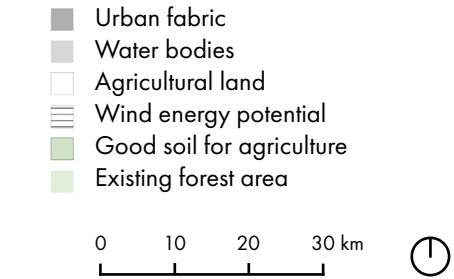 Urban fabric
Water bodies
Agricultural land
Wind energy potential
Good soil for agriculture
Existing forest area
0 10 20 30 km